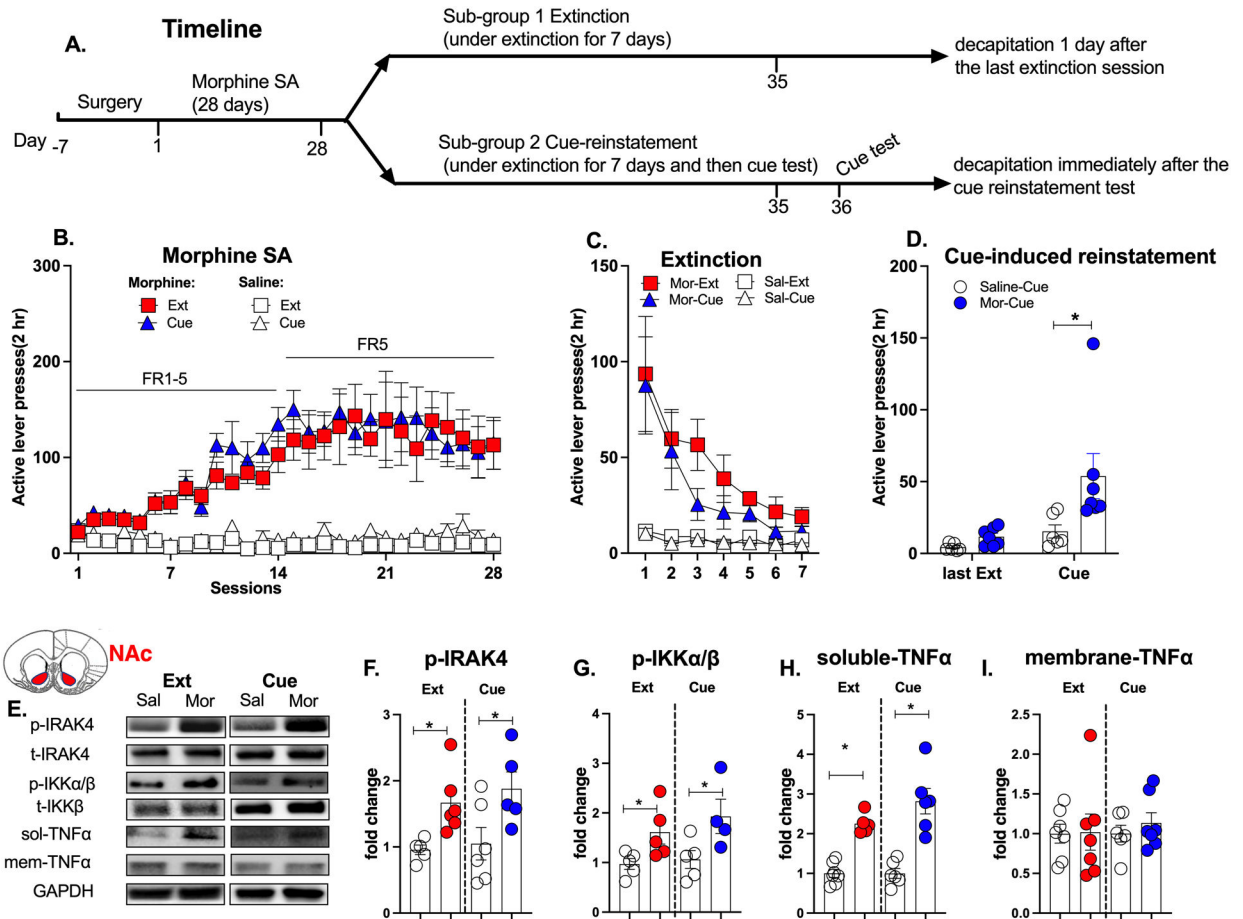 A.
Timeline
Surgery
Morphine SA
(28 days)
Day -7
1
28
Sub-group 1 Extinction
(under extinction for 7 days)
35
decapitation 1 day after
the last extinction session
Sub-group 2 Cue-reinstatement
(under extinction for 7 days and then cue test)
Cue test
35
36
decapitation immediately after the
cue reinstatement test
B.
Morphine SA
Morphine:
Saline:
Ext
Ext
Cue
Cue
FR5
FR1-5
Active lever presses(2 hr)
300
200
100
0
1
7
14
21
28
Sessions
C.
Extinction
Mor-Ext
Sal-Ext
Mor-Cue
Sal-Cue
Active lever presses(2 hr)
150
100
50
0
1
2
3
4
5
6
7
D.
Cue-induced reinstatement
Saline-Cue
Mor-Cue
*
Active lever presses(2 hr)
200
150
100
50
0
last Ext
Cue
NAc
E.
Ext
Cue
Sal
Mor
Sal
Mor
p-IRAK4
t-IRAK4
p-IKKα/β
t-IKKβ
sol-TNFα
mem-TNFα
GAPDH
F.
p-IRAK4
Ext
Cue
*
*
fold change
3
2
1
0
G.
p-IKKα/β
Ext
Cue
*
*
fold change
4
3
2
1
0
H.
soluble-TNFα
Ext
Cue
*
*
fold change
5
4
3
2
1
0
I.
membrane-TNFα
Ext
Cue
fold change
2.5
2.0
1.5
1.0
0.5
0.0